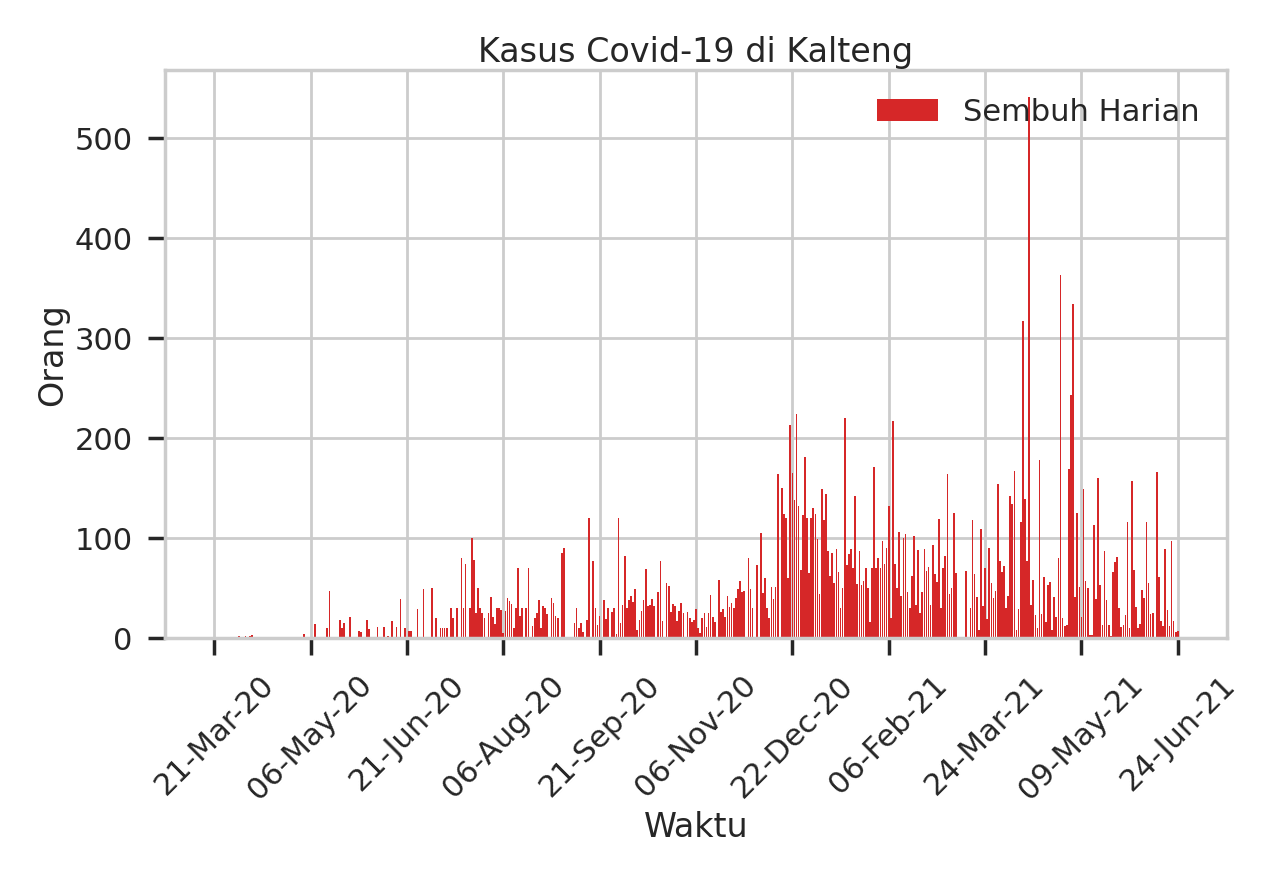 Kasus Covid-19 di Kalteng
Sembuh Harian
Orang
500
400
300
200
100
0
21-Mar-20
06-May-20
21-Jun-20
06-Aug-20
21-Sep-20
06-Nov-20
22-Dec-20
06-Feb-21
24-Mar-21
09-May-21
24-Jun-21
Waktu